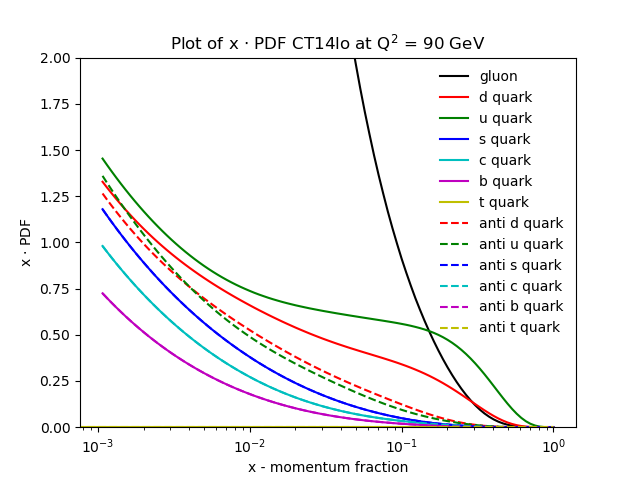 Plot of x · PDF CT14lo at Q² = 90 GeV
x · PDF
2.00
1.75
1.50
1.25
1.00
0.75
0.50
0.25
0.00
gluon
d quark
u quark
s quark
c quark
b quark
t quark
anti d quark
anti u quark
anti s quark
anti c quark
anti b quark
anti t quark
10⁻³
10⁻²
10⁻¹
10⁰
x - momentum fraction